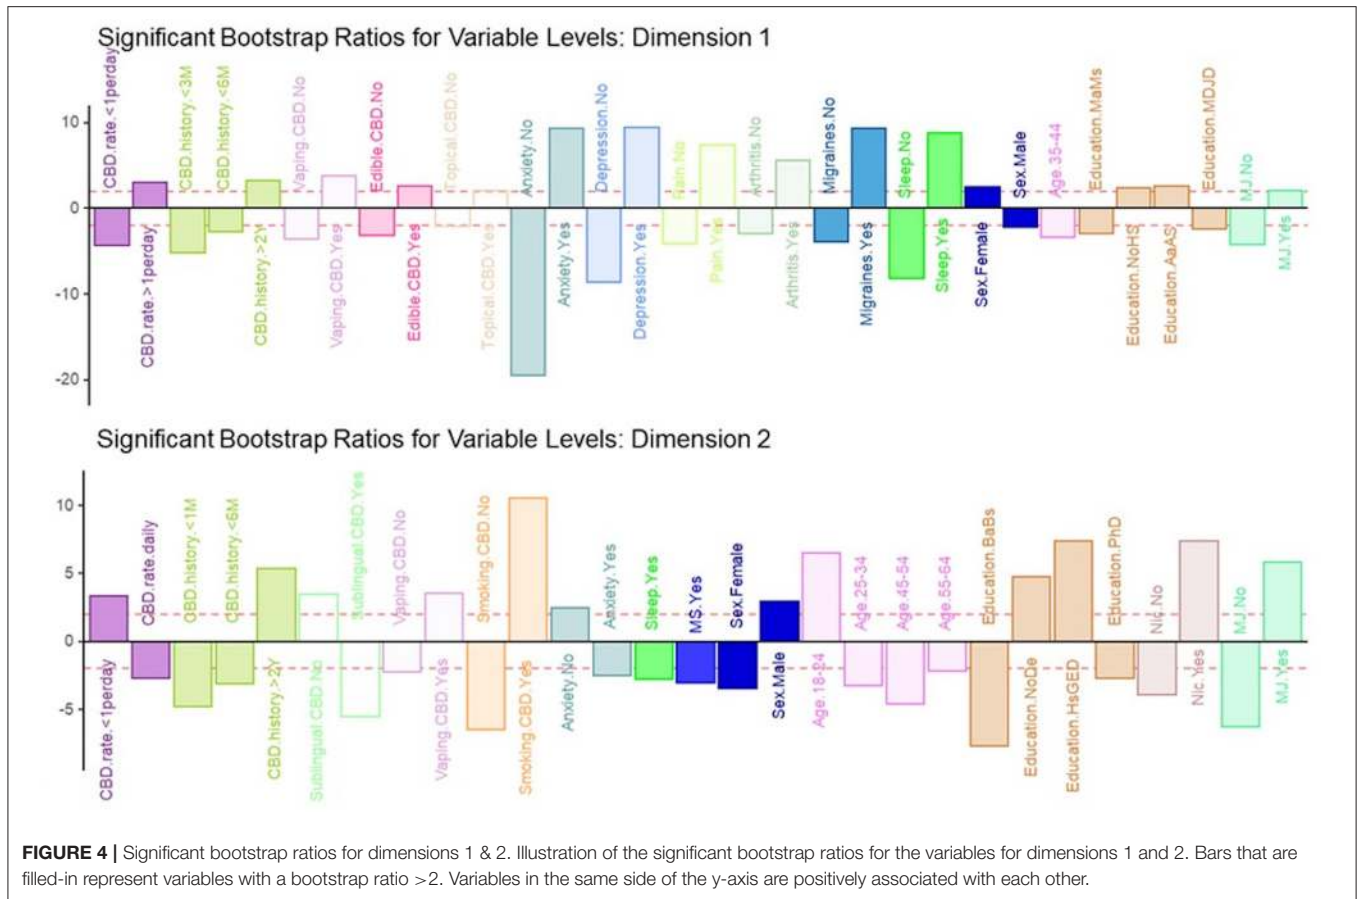 Significant Bootstrap Ratios for Variable Levels: Dimension 1
CBD.rate.<1perday
CBD.rate.>1perday
CBD.history.<3M
CBD.history.<6M
CBD.history.>2Y
Vaping.CBD.No
Vaping.CBD.Yes
Edible.CBD.No
Edible.CBD.Yes
Topical.CBD.No
Topical.CBD.Yes
Anxiety.No
Anxiety.Yes
Depression.No
Depression.Yes
Pain.No
Pain.Yes
Arthritis.No
Arthritis.Yes
Migraines.No
Migraines.Yes
Sleep.No
Sleep.Yes
Sex.Female
Sex.Male
Age.35-44
Education.MaMs
Education.NoHS
Education.AaAS
Education.MDJD
MJ.No
MJ.Yes
10
0
-10
-20
Significant Bootstrap Ratios for Variable Levels: Dimension 2
CBD.rate.<1perday
CBD.rate.daily
CBD.history.<1M
CBD.history.<6M
CBD.history.>2Y
Sublingual.CBD.No
Sublingual.CBD.Yes
Vaping.CBD.No
Vaping.CBD.Yes
Smoking.CBD.No
Smoking.CBD.Yes
Anxiety.No
Anxiety.Yes
Sleep.Yes
MS.Yes
Sex.Female
Sex.Male
Age.18-24
Age.25-34
Age.45-54
Age.55-64
Education.BaBs
Education.NoDe
Education.HsGED
Education.PhD
Nic.No
Nic.Yes
MJ.No
MJ.Yes
10
5
0
-5
FIGURE 4 | Significant bootstrap ratios for dimensions 1 & 2. Illustration of the significant bootstrap ratios for the variables for dimensions 1 and 2. Bars that are
filled-in represent variables with a bootstrap ratio >2. Variables in the same side of the y-axis are positively associated with each other.